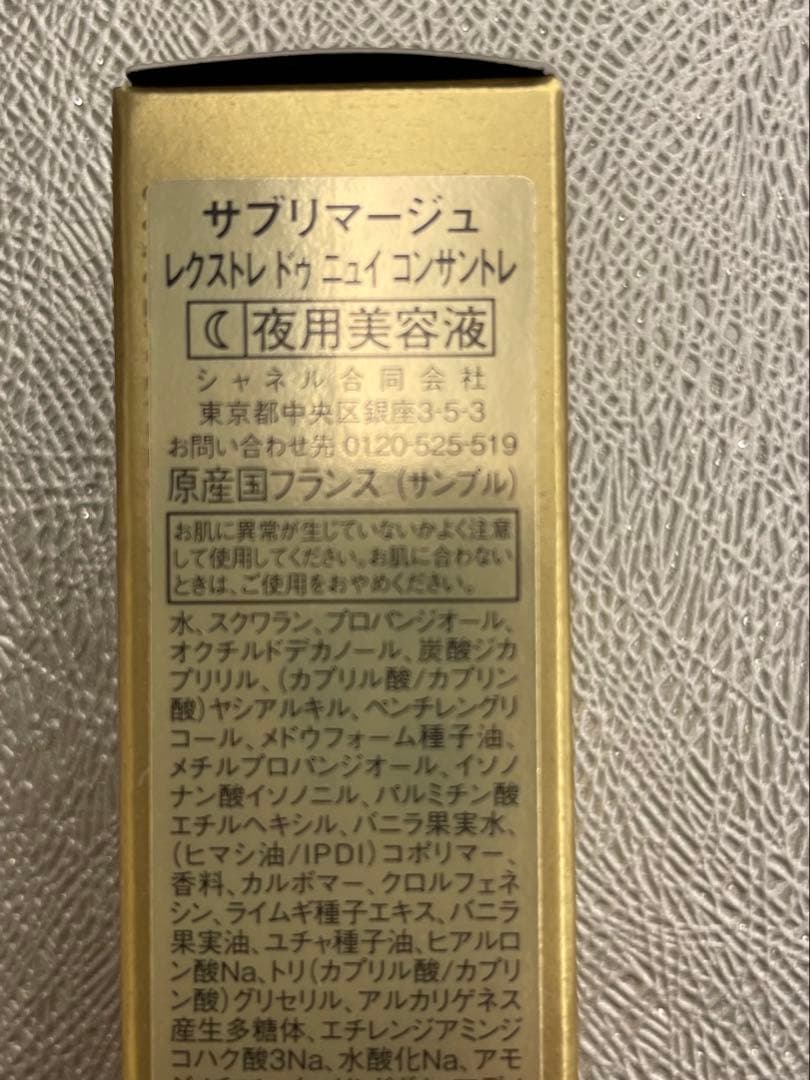 サブリマージュ
レクストレ ドゥ ニュイ コンサントレ
夜用美容液
シャネル合同会社
東京都中央区銀座3-5-3
お問い合わせ先 0120-525-519
原産国フランス (サンプル)
お肌に異常が生じていないかよく注意
して使用してください。お肌に合わない
ときは、ご使用をおやめください。
水、スクワラン、プロパンジオール、
オクチルドデカノール、炭酸ジカ
プリリル、(カプリル酸/カプリン
酸)ヤシアルキル、ペンチレングリ
コール、メドウフォーム種子油、
メチルプロパンジオール、イソノ
ナン酸イソノニル、パルミチン酸
エチルヘキシル、バニラ果実水、
(ヒマシ油/IPDI)コポリマー、
香料、カルボマー、クロルフェネ
シン、ライムギ種子エキス、バニラ
果実油、ユチャ種子油、ヒアルロ
ン酸Na、トリ(カプリル酸/カプリ
ン酸)グリセリル、アルカリゲネス
産生多糖体、エチレンジアミンジ
コハク酸3Na、水酸化Na、アモ